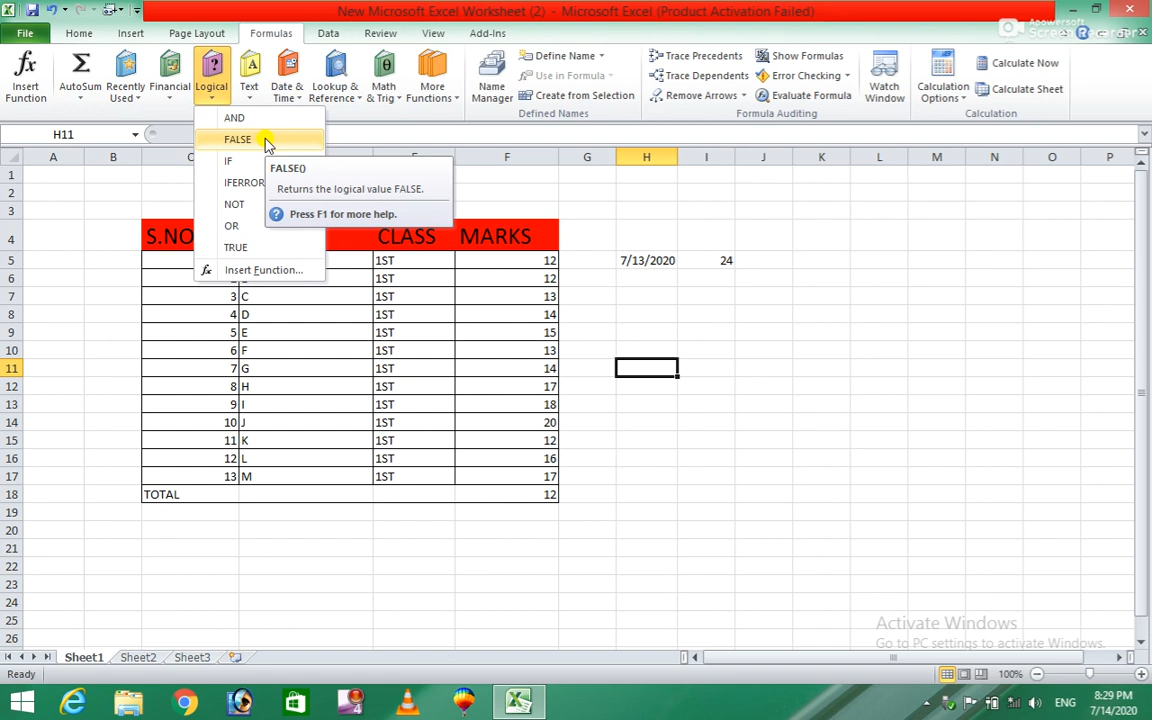 New Microsoft Excel Worksheet (2) - Microsoft Excel (Product Activation Failed)
File Home Insert Page Layout Formulas Data Review View Add-Ins
Insert Function
AutoSum
Recently Used
Financial
Logical
Text
Date & Time
Lookup & Reference
Math & Trig
More Functions
Name Manager
Define Name
Use in Formula
Create from Selection
Defined Names
Trace Precedents
Trace Dependents
Remove Arrows
Show Formulas
Error Checking
Evaluate Formula
Formula Auditing
Watch Window
Calculation Options
Calculate Now
Calculate Sheet
Calculation
H11
AND
FALSE
IF
IFERROR
NOT
OR
TRUE
fx Insert Function...
FALSE()
Returns the logical value FALSE.
Press F1 for more help.
A B C F G H I J K L M N O P
1
2
3
4 S.NO CLASS MARKS
5 1ST 12 7/13/2020 24
6 1ST 12
7 3 C 1ST 13
8 4 D 1ST 14
9 5 E 1ST 15
10 6 F 1ST 13
11 7 G 1ST 14
12 8 H 1ST 17
13 9 I 1ST 18
14 10 J 1ST 20
15 11 K 1ST 12
16 12 L 1ST 16
17 13 M 1ST 17
18 TOTAL 12
19
20
21
22
23
24
25
26
Activate Windows
Go to PC settings to activate Windows.
Sheet1 Sheet2 Sheet3
Ready 100%
ENG
8:29 PM
7/14/2020